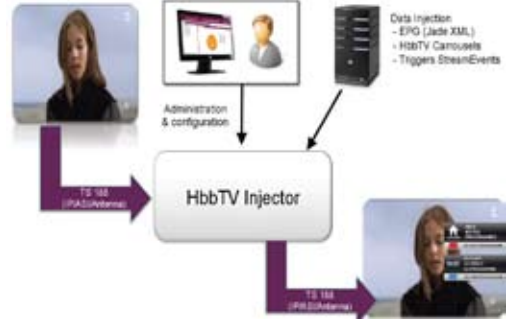 Data Injection
- EPG (Jade XML)
- HbbTV Carrousels
- Triggers StreamEvents
Administration
& configuration
TS 188
(IP/ASI/Antenna)
HbbTV Injector
TS 188
(IP/ASI/Antenna)